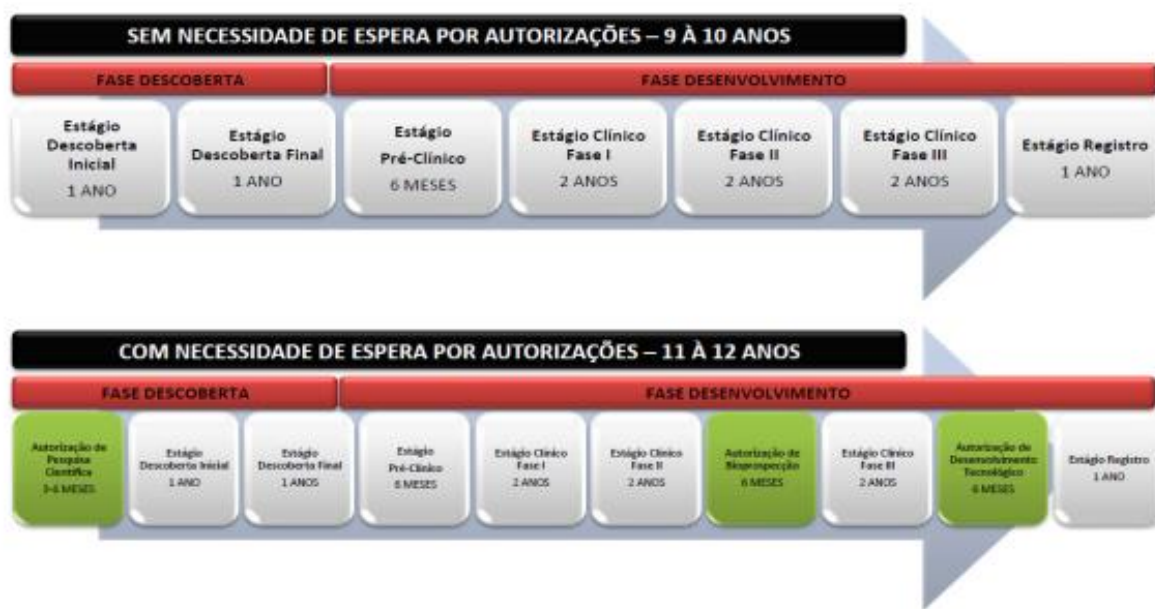 SEM NECESSIDADE DE ESPERA POR AUTORIZAÇÕES – 9 À 10 ANOS
FASE DESCOBERTA
FASE DESENVOLVIMENTO
Estágio
Descoberta
Inicial
1 ANO
Estágio
Descoberta Final
1 ANO
Estágio
Pré-Clínico
6 MESES
Estágio Clínico
Fase I
2 ANOS
Estágio Clínico
Fase II
2 ANOS
Estágio Clínico
Fase III
2 ANOS
Estágio Registro
1 ANO
COM NECESSIDADE DE ESPERA POR AUTORIZAÇÕES – 11 À 12 ANOS
FASE DESCOBERTA
FASE DESENVOLVIMENTO
Autorização de
Pesquisa
Científica
3-6 MESES
Estágio
Descoberta Inicial
1 ANO
Estágio
Descoberta Final
1 ANOS
Estágio
Pré-Clínico
6 MESES
Estágio Clínico
Fase I
2 ANOS
Estágio Clínico
Fase II
2 ANOS
Autorização de
Bioprospecção
6 MESES
Estágio Clínico
Fase III
2 ANOS
Autorização de
Desenvolvimento
Tecnológico
6 MESES
Estágio Registro
1 ANO